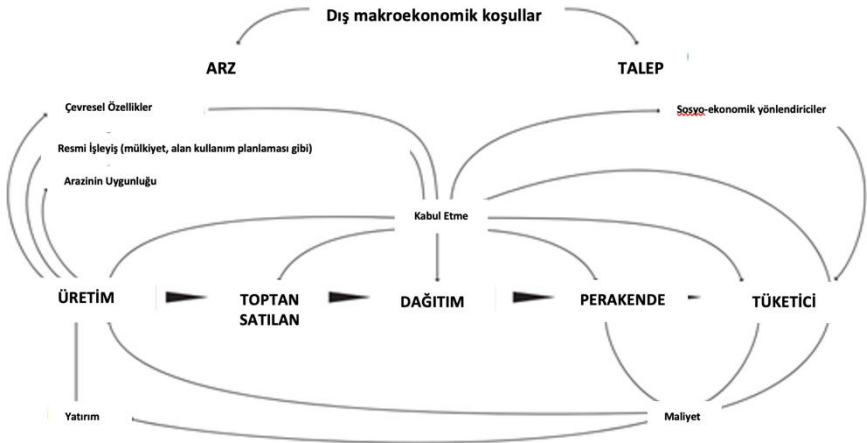 Dış makroekonomik koşullar
ARZ
TALEP
Çevresel Özellikler
Sosyo-ekonomik yönlendiriciler
Resmi İşleyiş (mülkiyet, alan kullanım planlaması gibi)
Arazinin Uygunluğu
Kabul Etme
ÜRETİM
TOPTAN
SATILAN
DAĞITIM
PERAKENDE
TÜKETİCİ
Yatırım
Maliyet